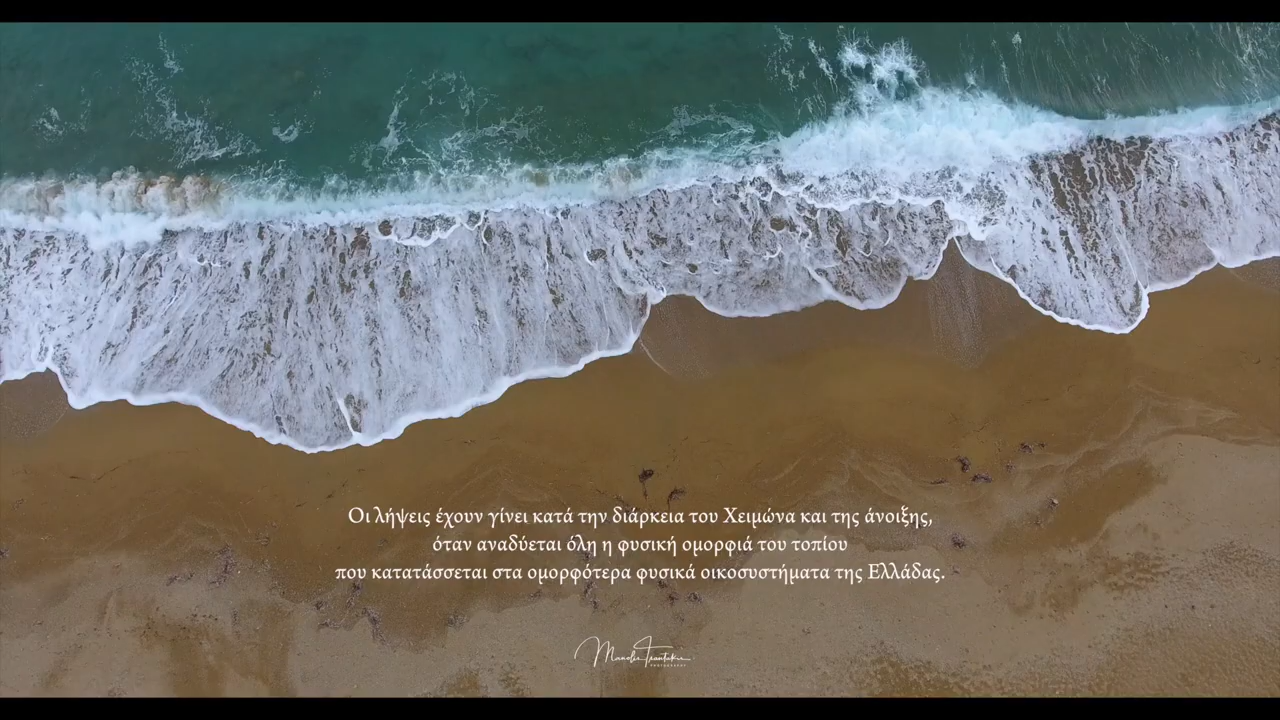 Οι λήψεις έχουν γίνει κατά την διάρκεια του Χειμώνα και της άνοιξης,
όταν αναδύεται όλη η φυσική ομορφιά του τοπίου
που κατατάσσεται στα ομορφότερα φυσικά οικοσυστήματα της Ελλάδας.
PHOTOGRAPHY